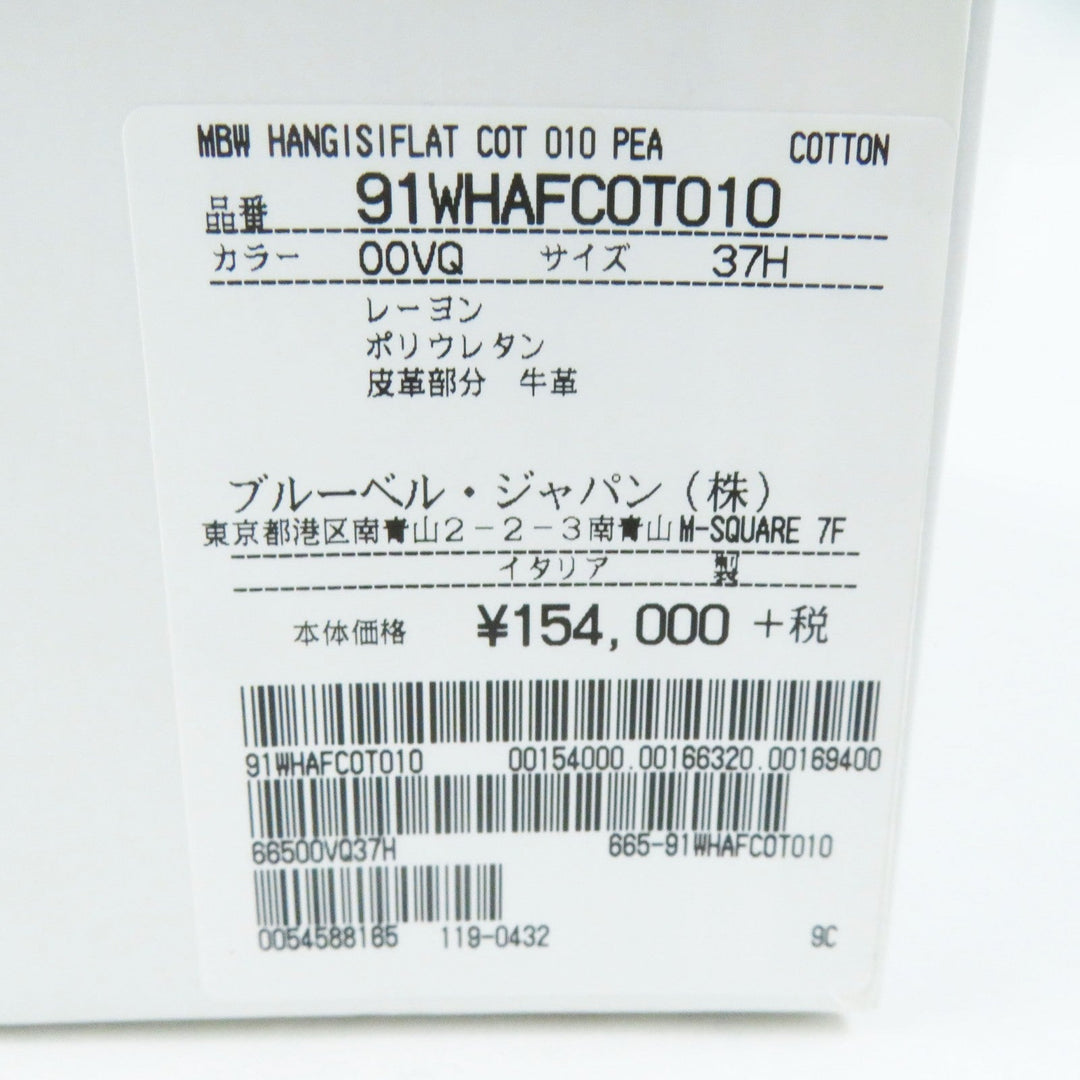 MBW HANGISIFLAT COT 010 PEA COTTON
品番 91WHAFCOT010
カラー 00VQ サイズ 37H
レーヨン
ポリウレタン
皮革部分 牛革
ブルーベル・ジャパン(株)
東京都港区南青山2-2-3南青山M-SQUARE 7F
イタリア 製
本体価格 ¥154,000 +税
91WHAFCOT010 00154000.00166320.00169400
66500VQ37H 665-91WHAFCOT010
0054588165 119-0432 9C